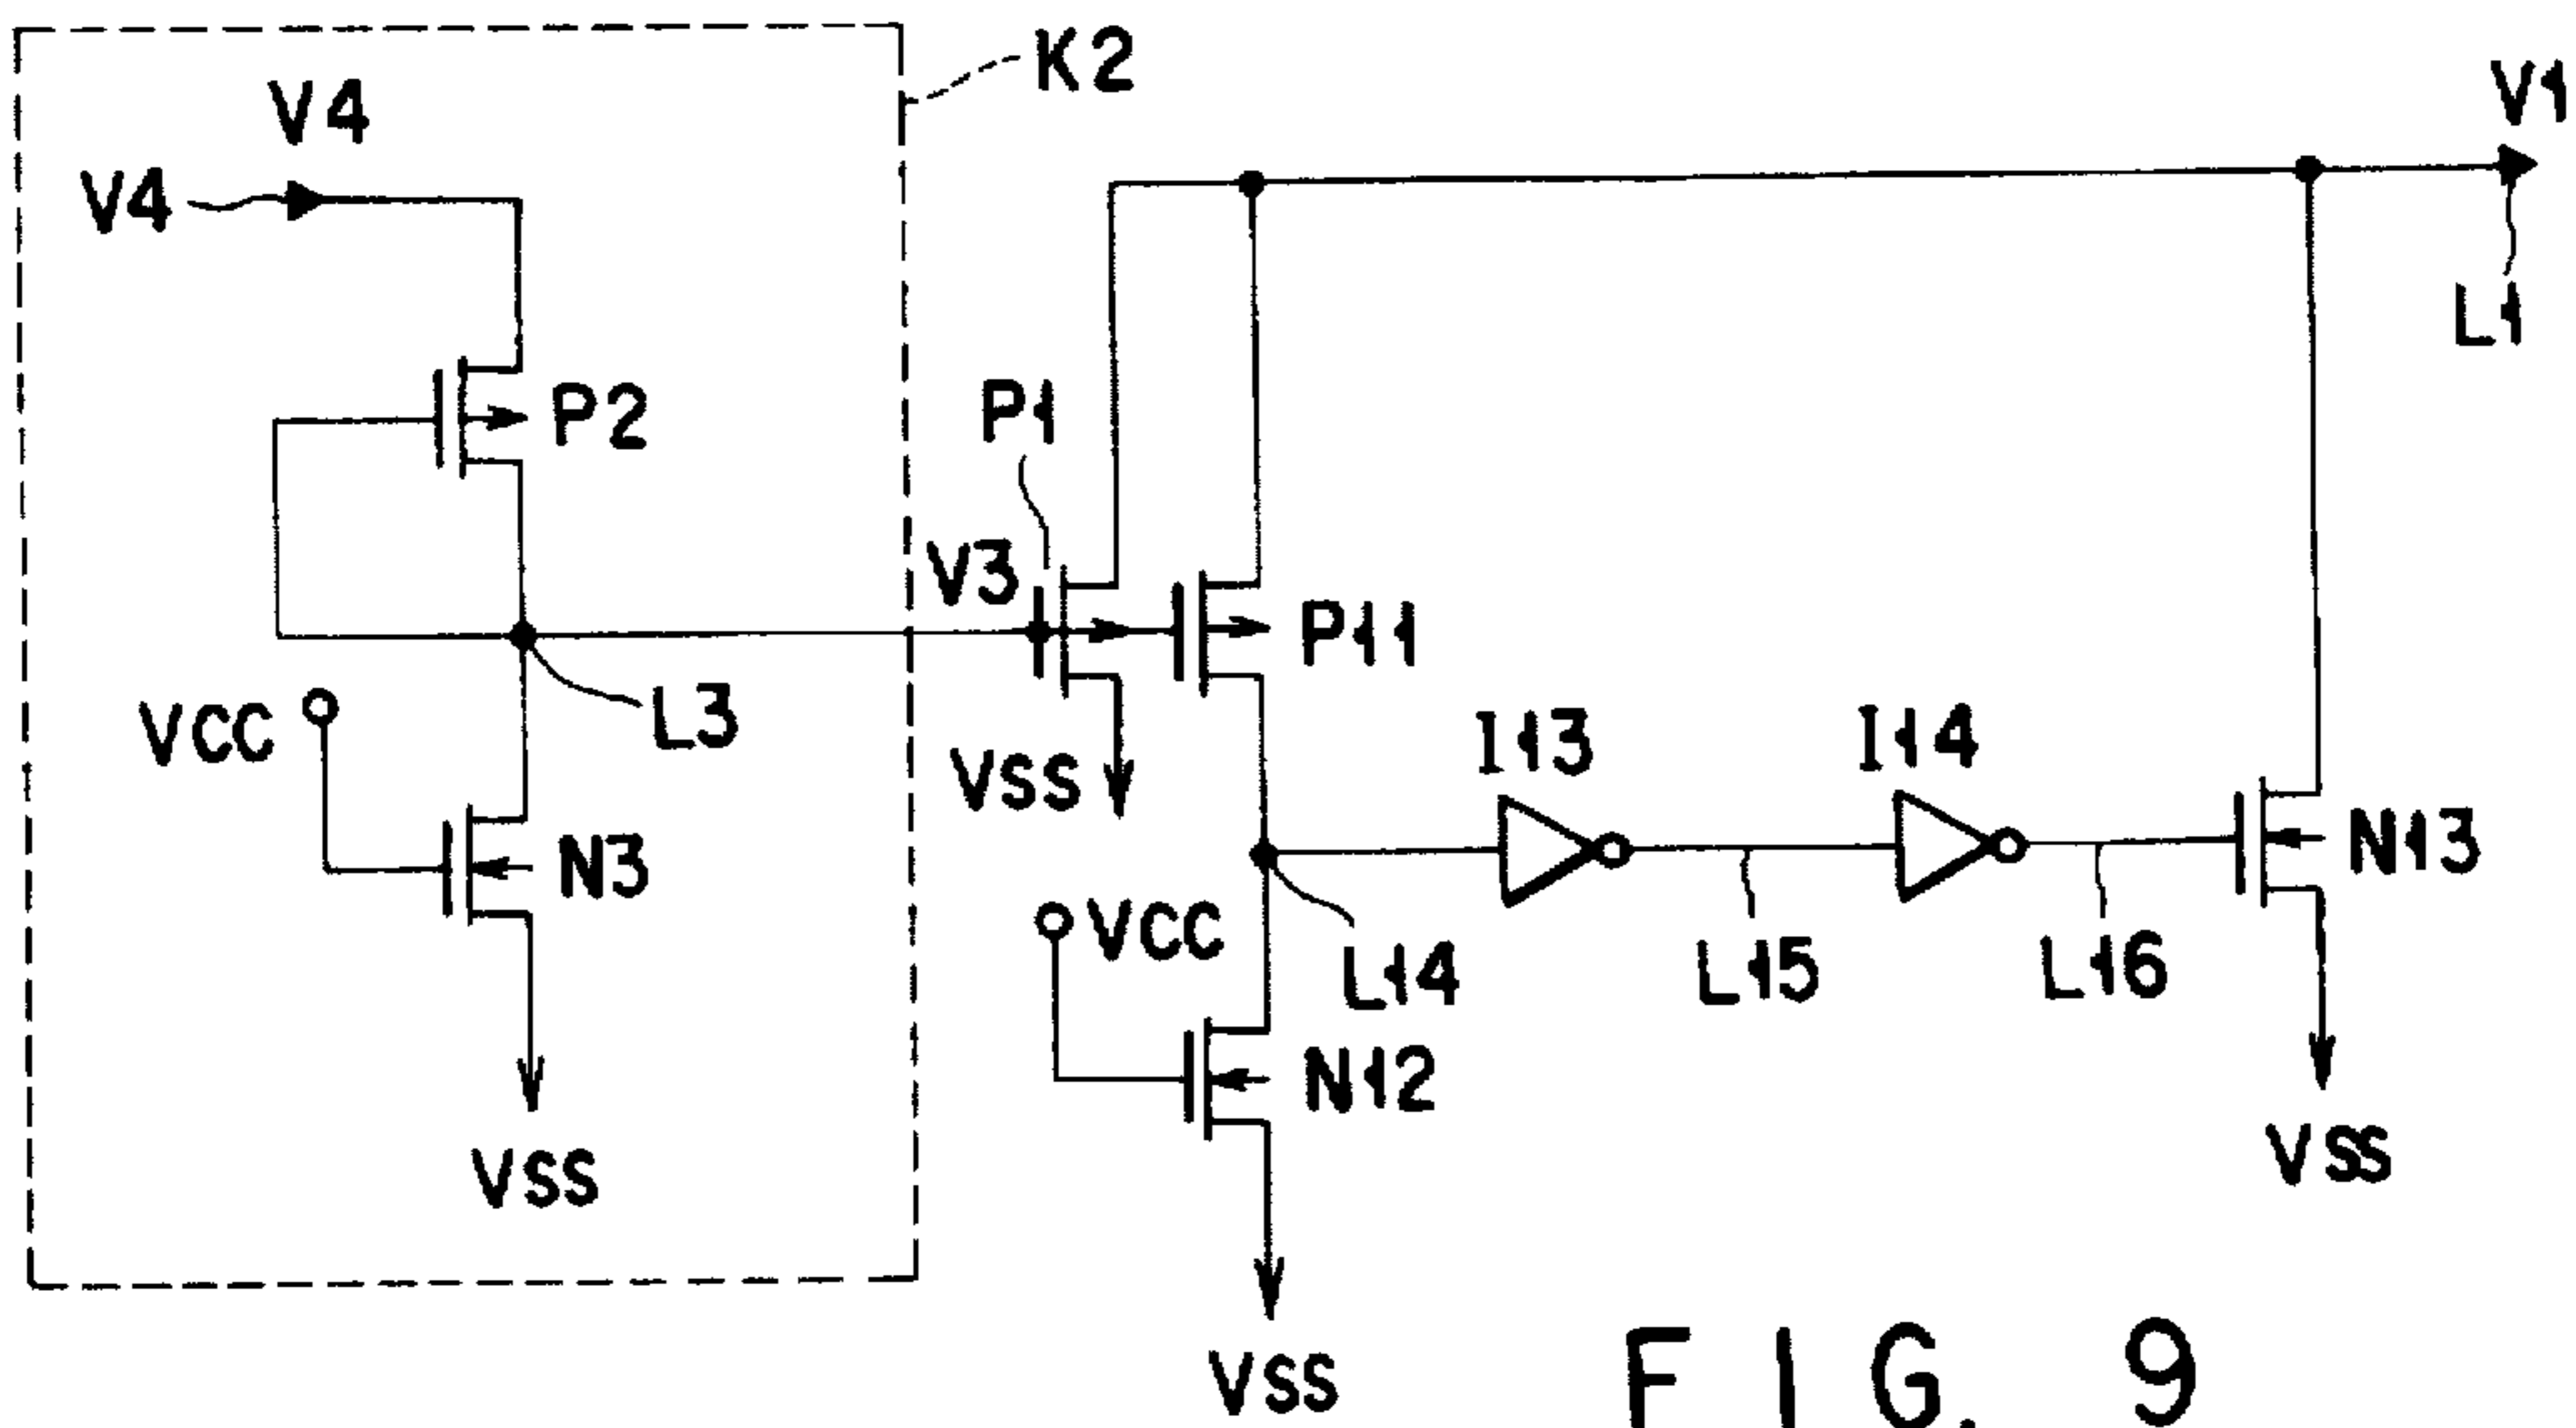 K2
V1
V4
V4
L1
P2
P1
V3
P11
L3
VCC
VSS
I13
I14
N3
N13
VCC
L14
L15
L16
N12
VSS
VSS
VSS
FIG. 9